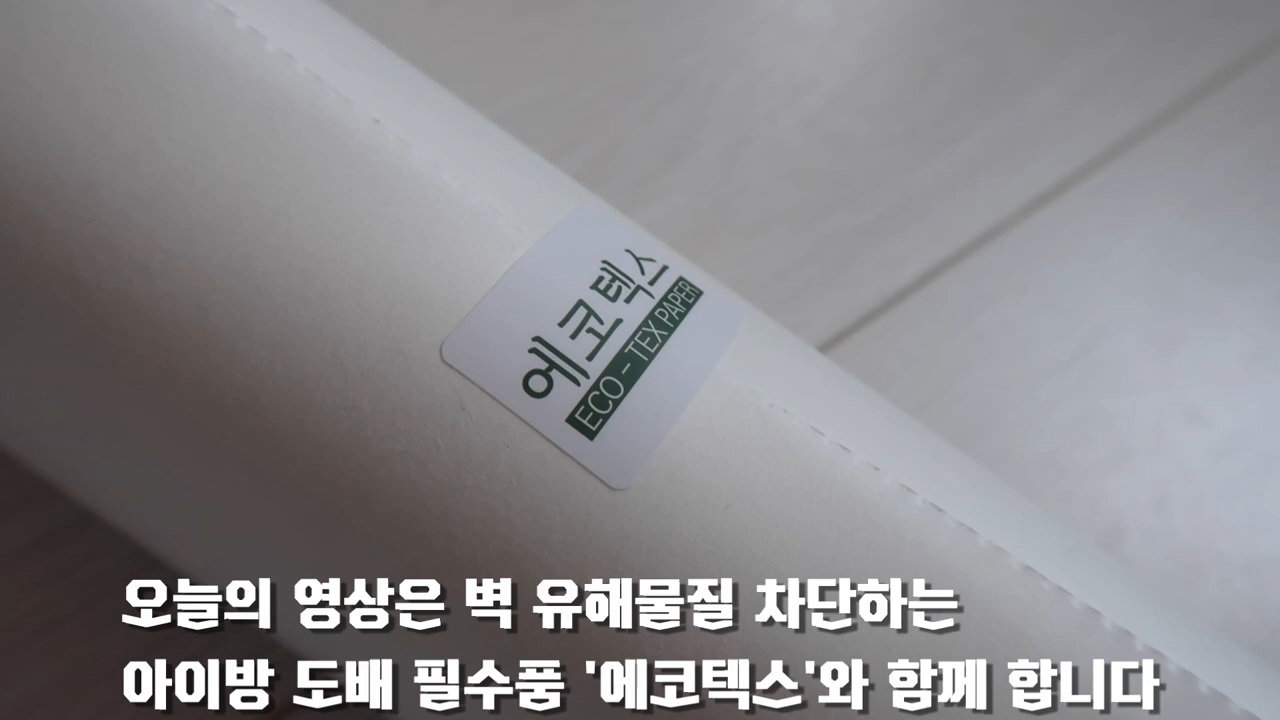 에코텍스
ECO-TEX PAPER
오늘의 영상은 벽 유해물질 차단하는
아이방 도배 필수품 '에코텍스'와 함께 합니다